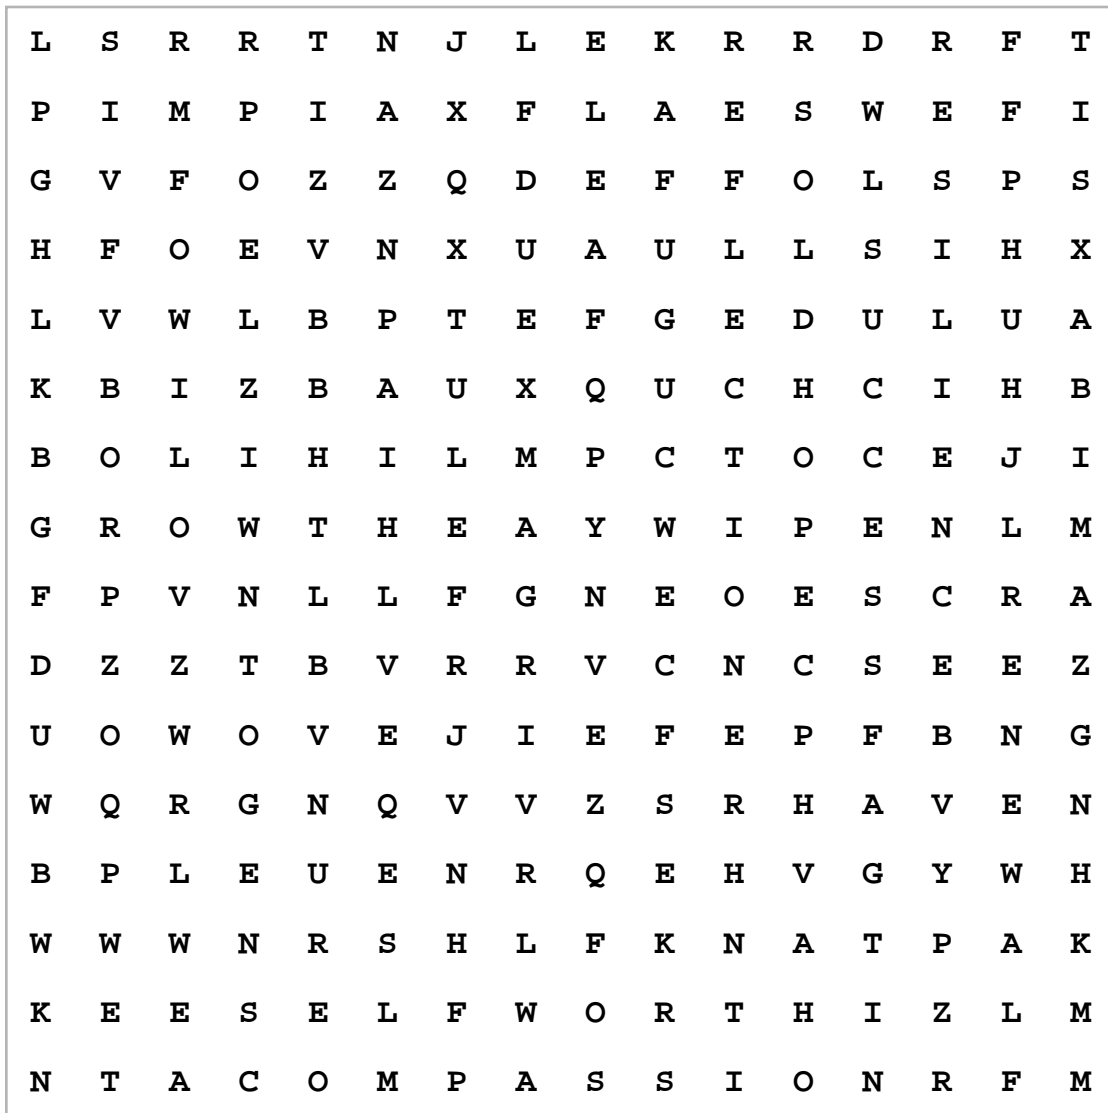 L S R R T N J L E K R R D R F T
P I M P I A X F L A E S W E F I
G V F O Z Z Q D E F F O L S P S
H F O E V N X U A U L L S I H X
L V W L B P T E F G E D U L U A
K B I Z B A U X Q U C H C I H B
B O L I H I L M P C T O C E J I
G R O W T H E A Y W I P E N L M
F P V N L L F G N E O E S C R A
D Z Z T B V R R V C N C S E E Z
U O W O V E J I E F E P F B N G
W Q R G N Q V V Z S R H A V E N
B P L E U E N R Q E H V G Y W H
W W W N R S H L F K N A T P A K
K E E S E L F W O R T H I Z L M
N T A C O M P A S S I O N R F M